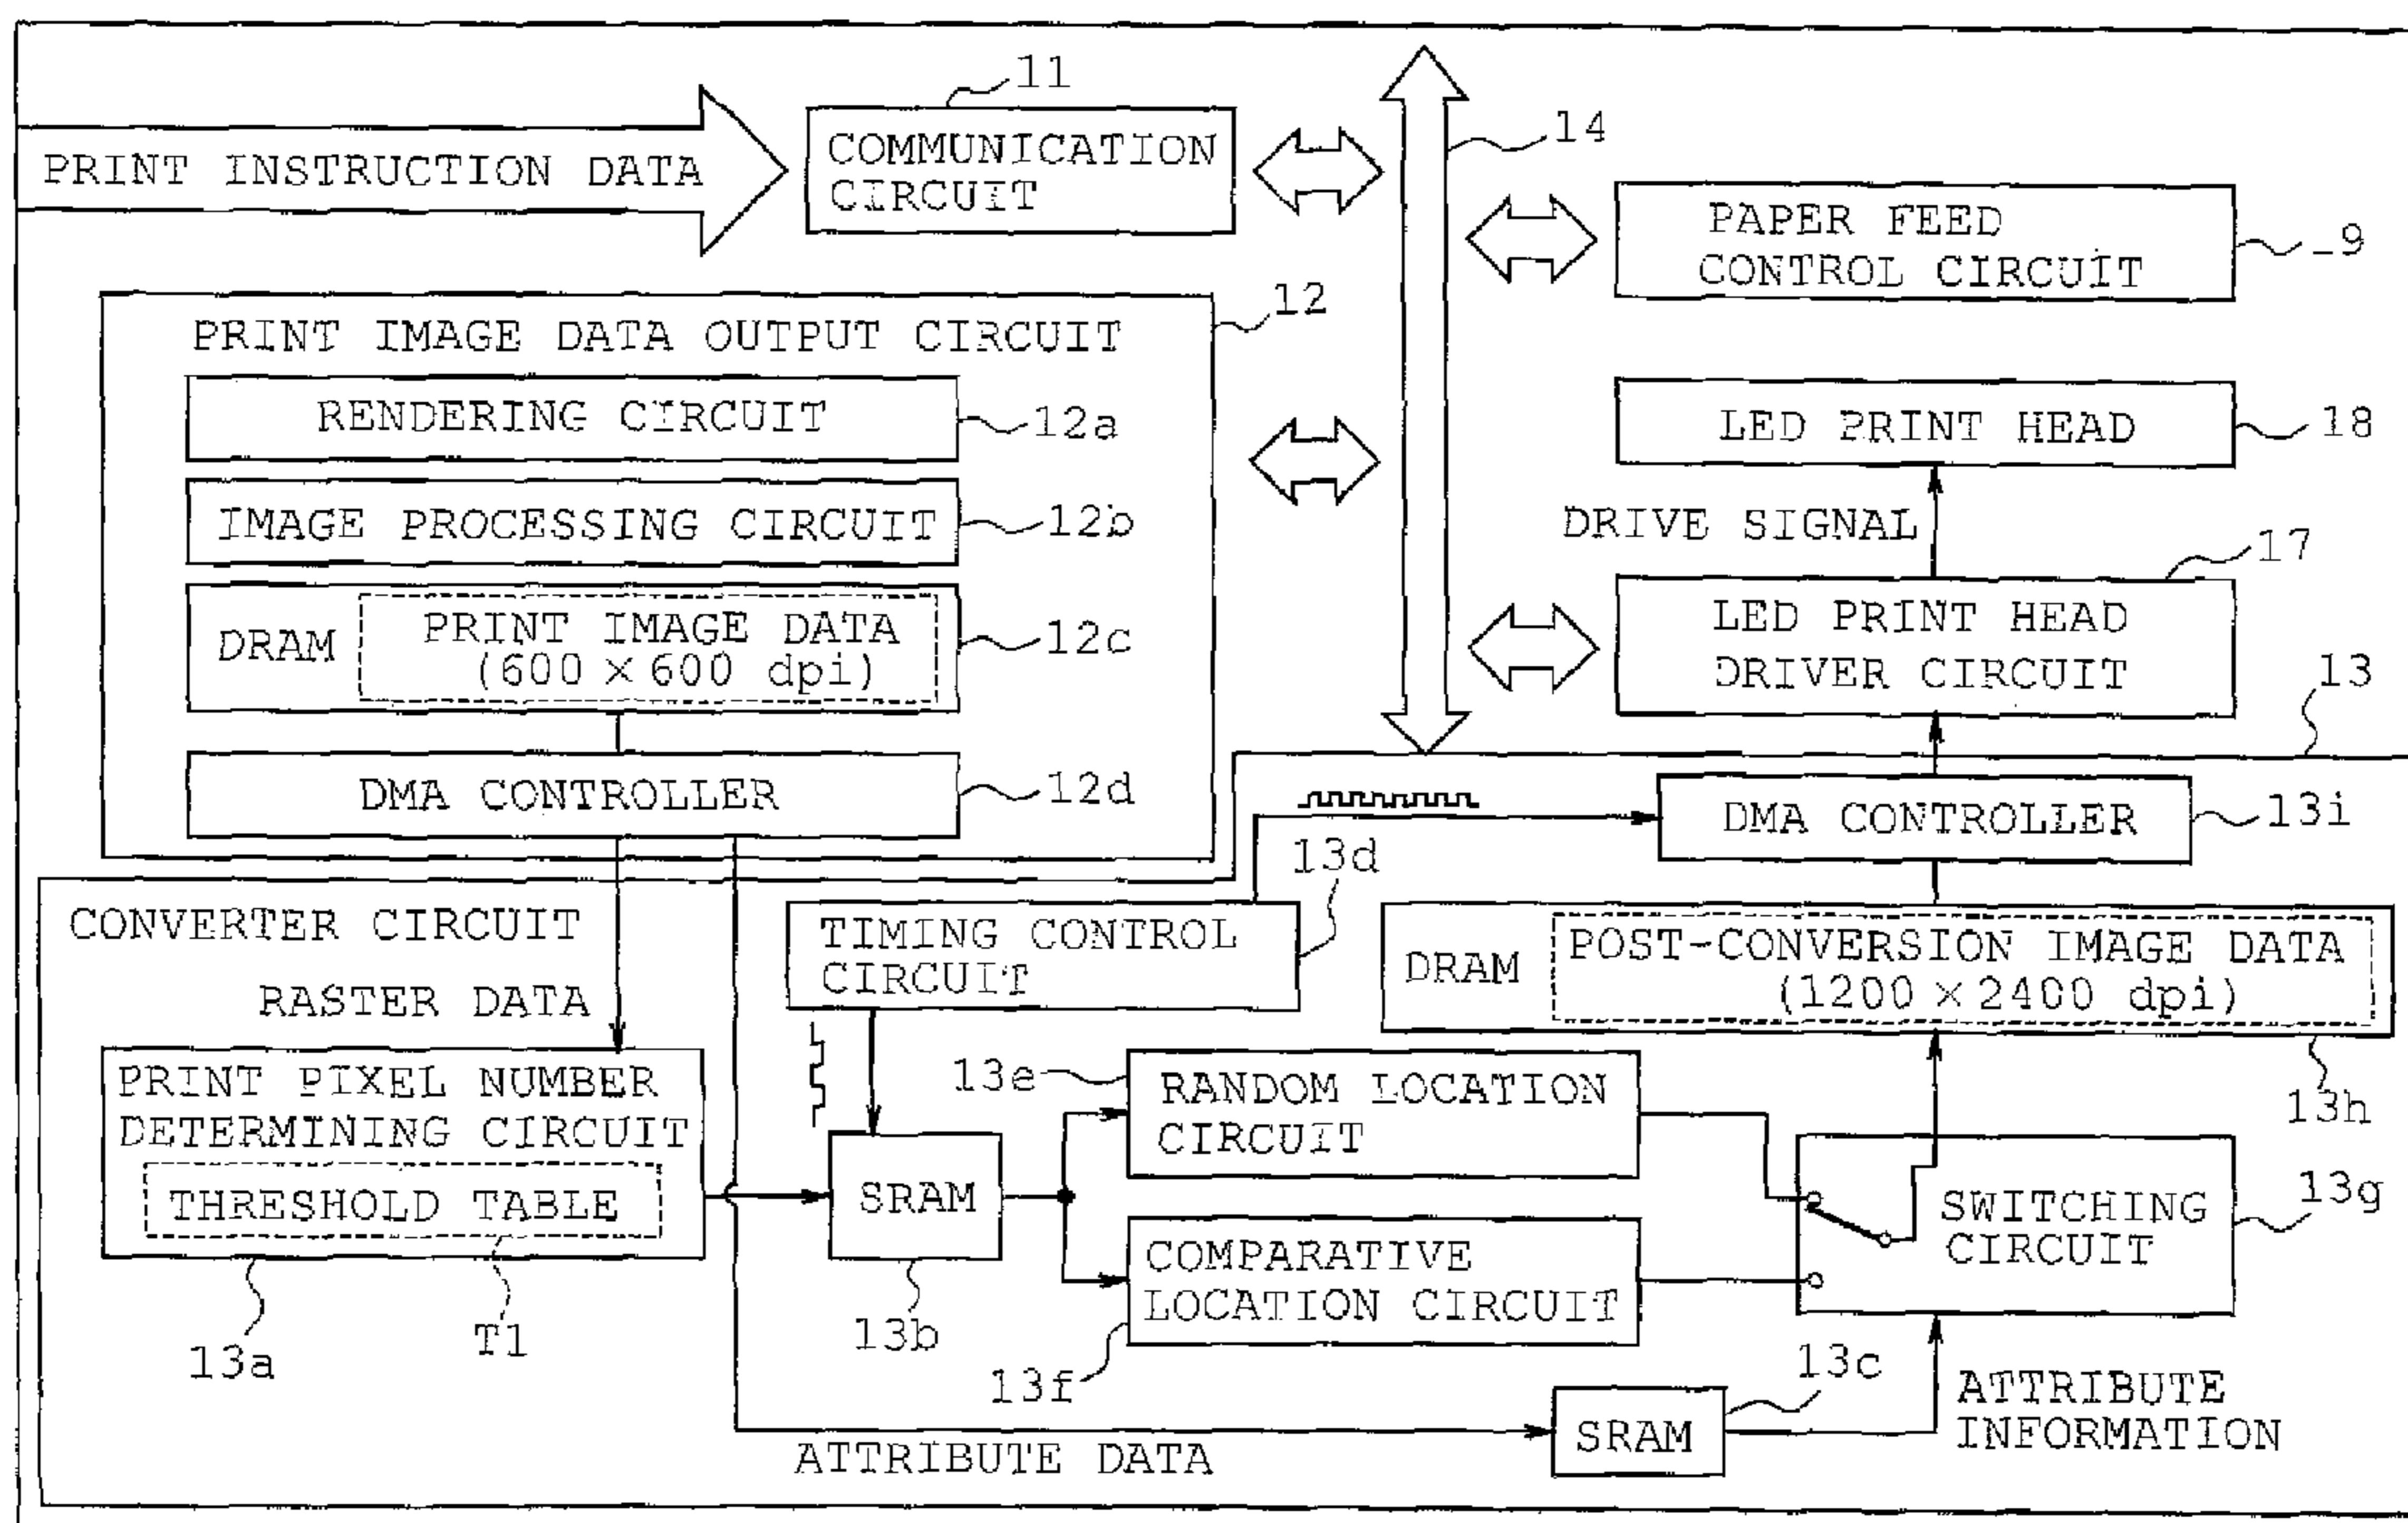 11
PRINT INSTRUCTION DATA
COMMUNICATION
CIRCUIT
14
PAPER FEED
CONTROL CIRCUIT
19
12
PRINT IMAGE DATA OUTPUT CIRCUIT
RENDERING CIRCUIT
12a
IMAGE PROCESSING CIRCUIT
12b
DRAM
PRINT IMAGE DATA
(600 × 600 dpi)
12c
DMA CONTROLLER
12d
LED PRINT HEAD
18
DRIVE SIGNAL
17
LED PRINT HEAD
DRIVER CIRCUIT
13
DMA CONTROLLER
13i
13d
CONVERTER CIRCUIT
RASTER DATA
TIMING CONTROL
CIRCUIT
DRAM
POST-CONVERSION IMAGE DATA
(1200 × 2400 dpi)
13h
PRINT PIXEL NUMBER
DETERMINING CIRCUIT
THRESHOLD TABLE
13a
T1
SRAM
13b
13e
RANDOM LOCATION
CIRCUIT
COMPARATIVE
LOCATION CIRCUIT
13f
SWITCHING
CIRCUIT
13g
13c
SRAM
ATTRIBUTE
INFORMATION
ATTRIBUTE DATA